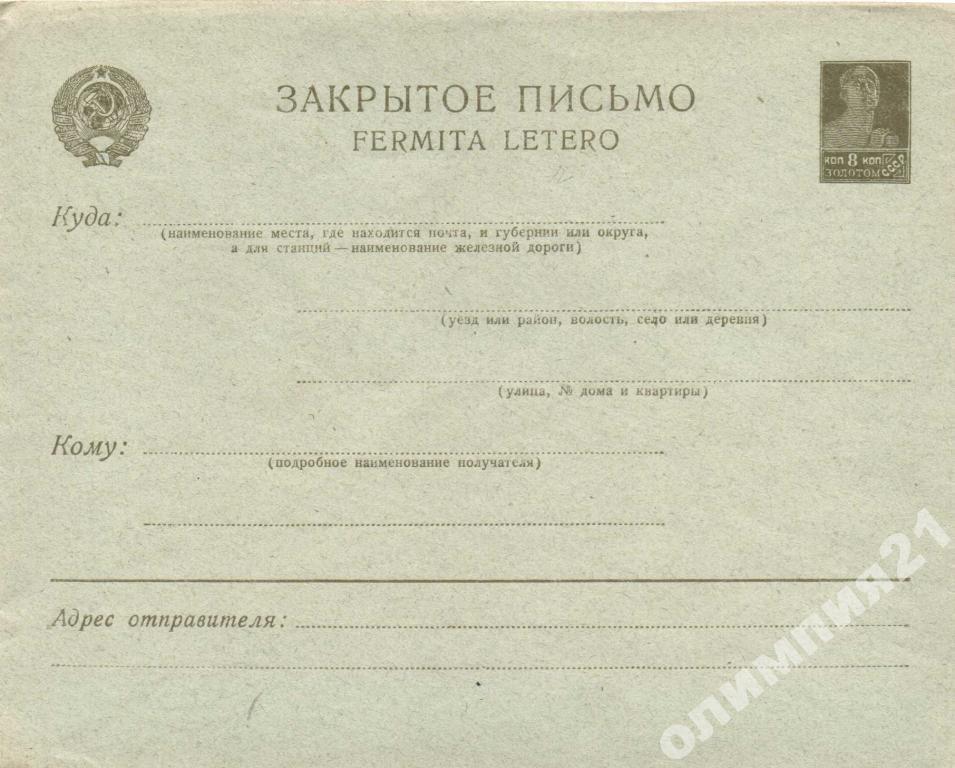 ЗАКРЫТОЕ ПИСЬМО
FERMITA LETERO
КОП 8 КОП
ЗОЛОТОМ
СССР
Куда:
(наименование места, где находится почта, и губернии или округа,
а для станций — наименование железной дороги)
(уезд или район, волость, село или деревня)
(улица, № дома и квартиры)
Кому:
(подробное наименование получателя)
Адрес отправителя:
олимпия21